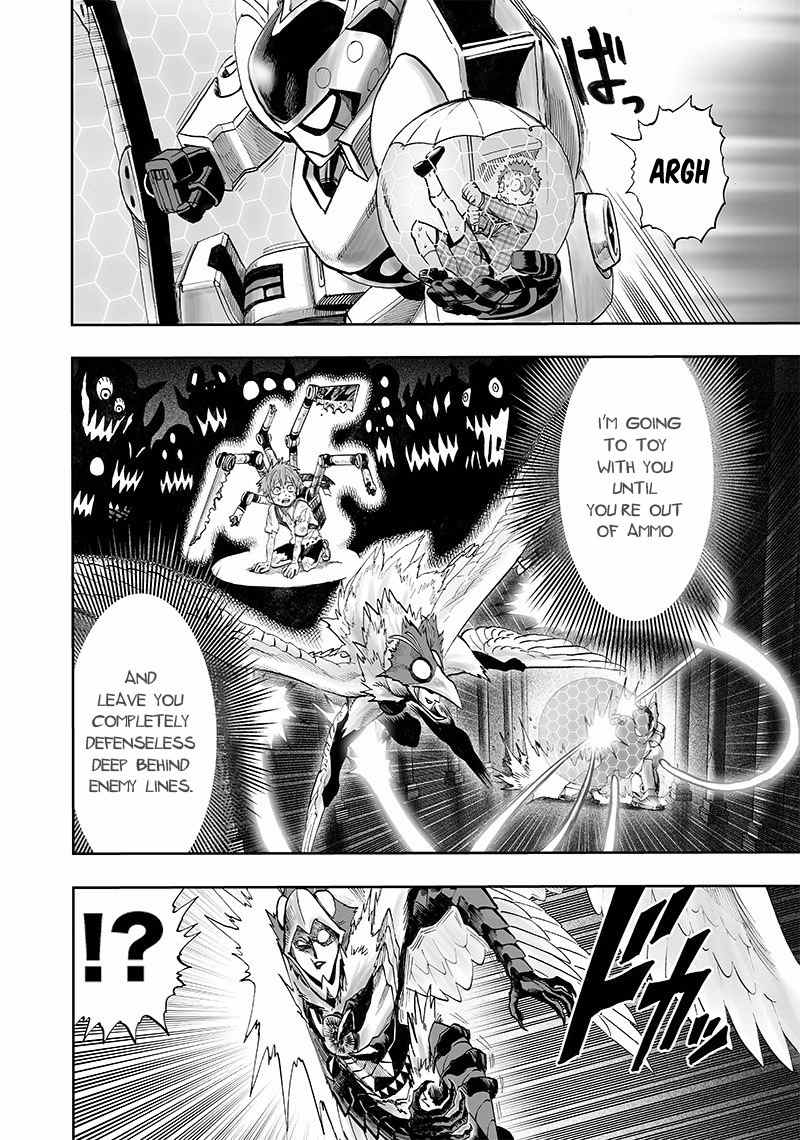 ばっ
ARGH
I'M GOING
TO TOY
WITH YOU
UNTIL
YOU'RE OUT
OF AMMO
AND
LEAVE YOU
COMPLETELY
DEFENSELESS
DEEP BEHIND
ENEMY LINES.
!?
ドカッ